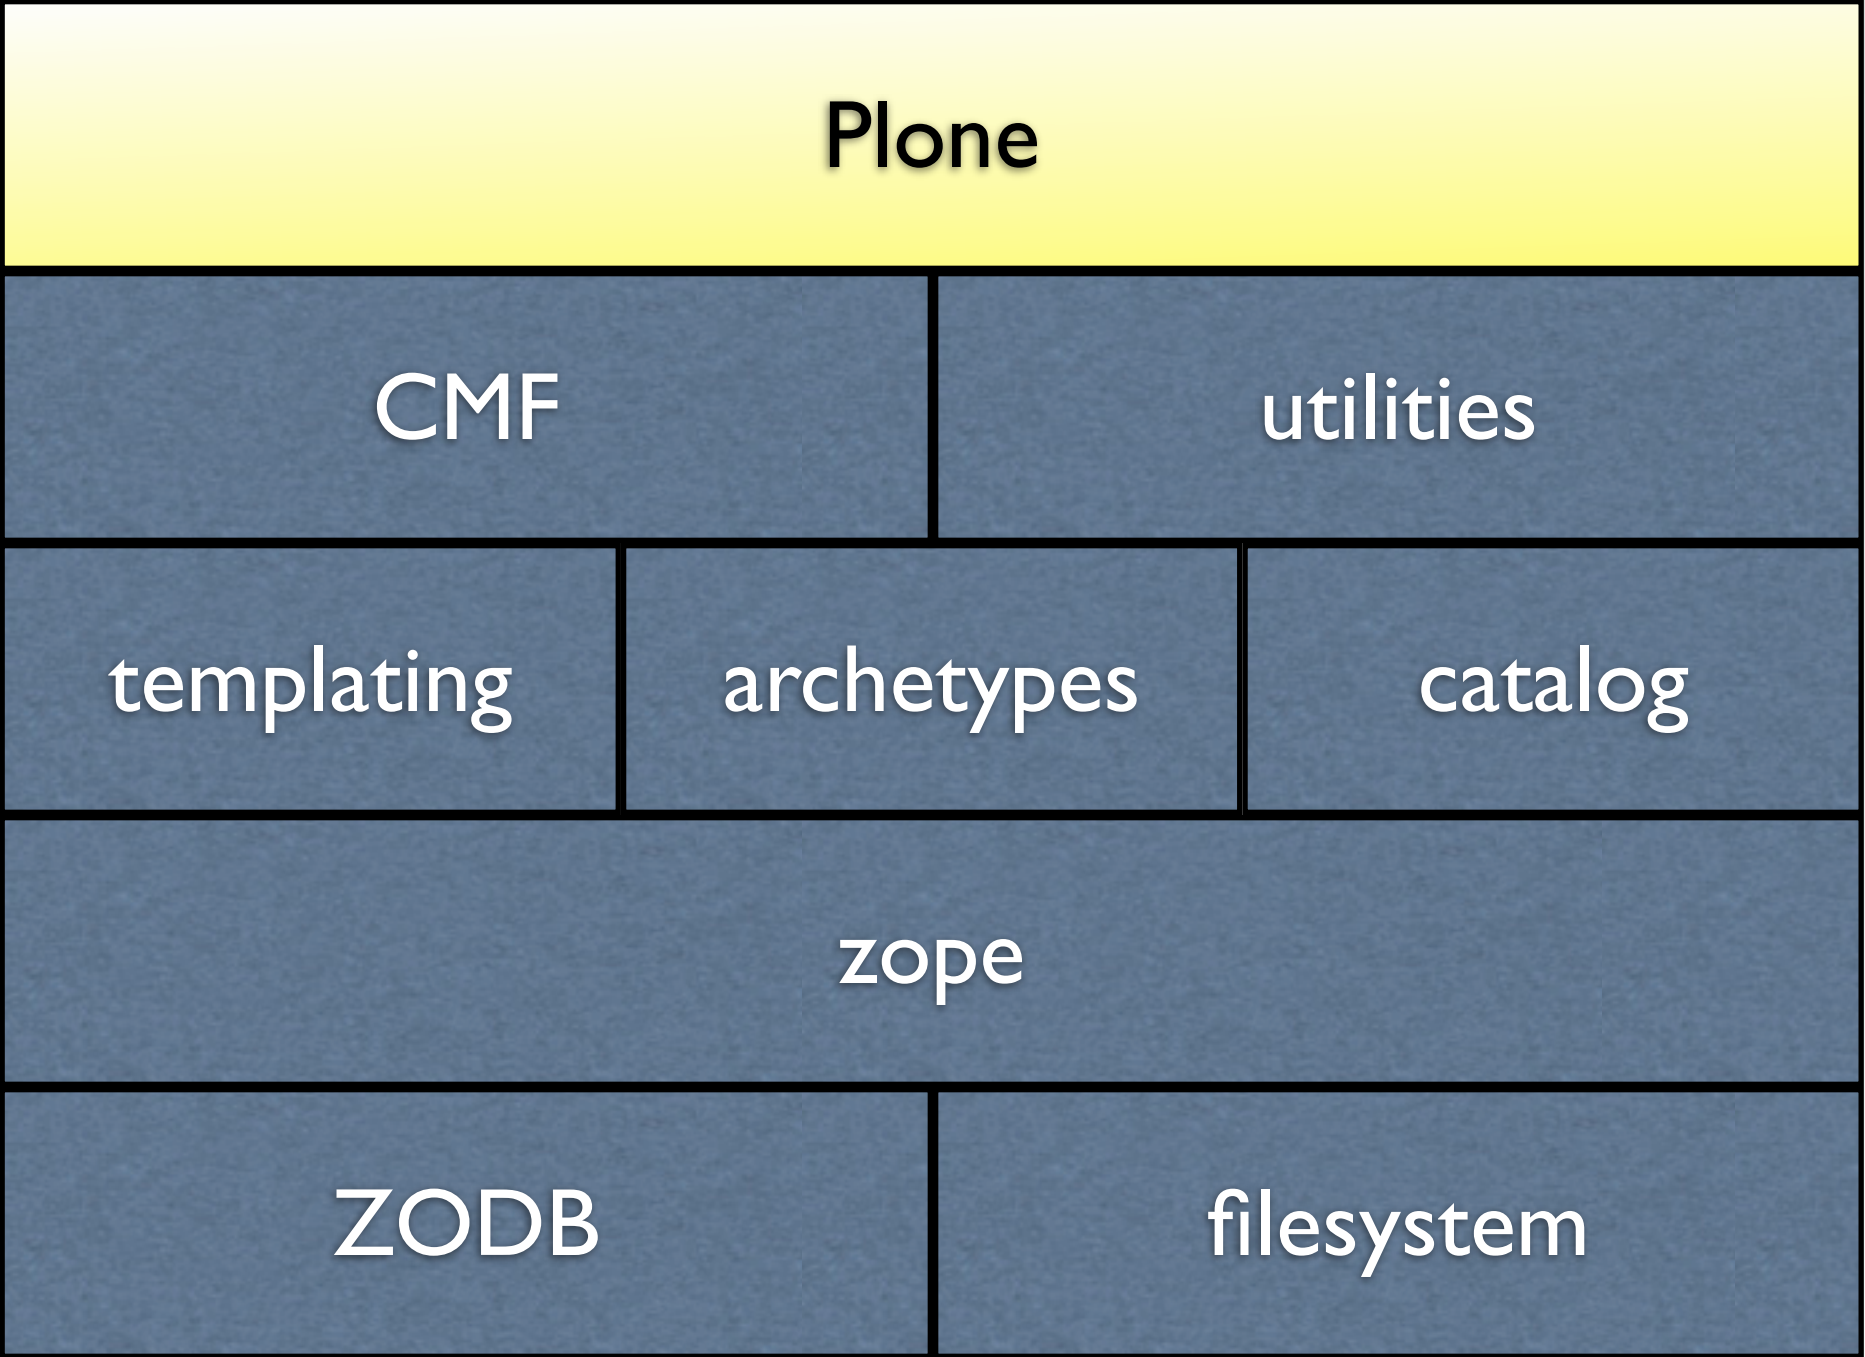 Plone
CMF
utilities
templating
archetypes
catalog
zope
ZODB
filesystem